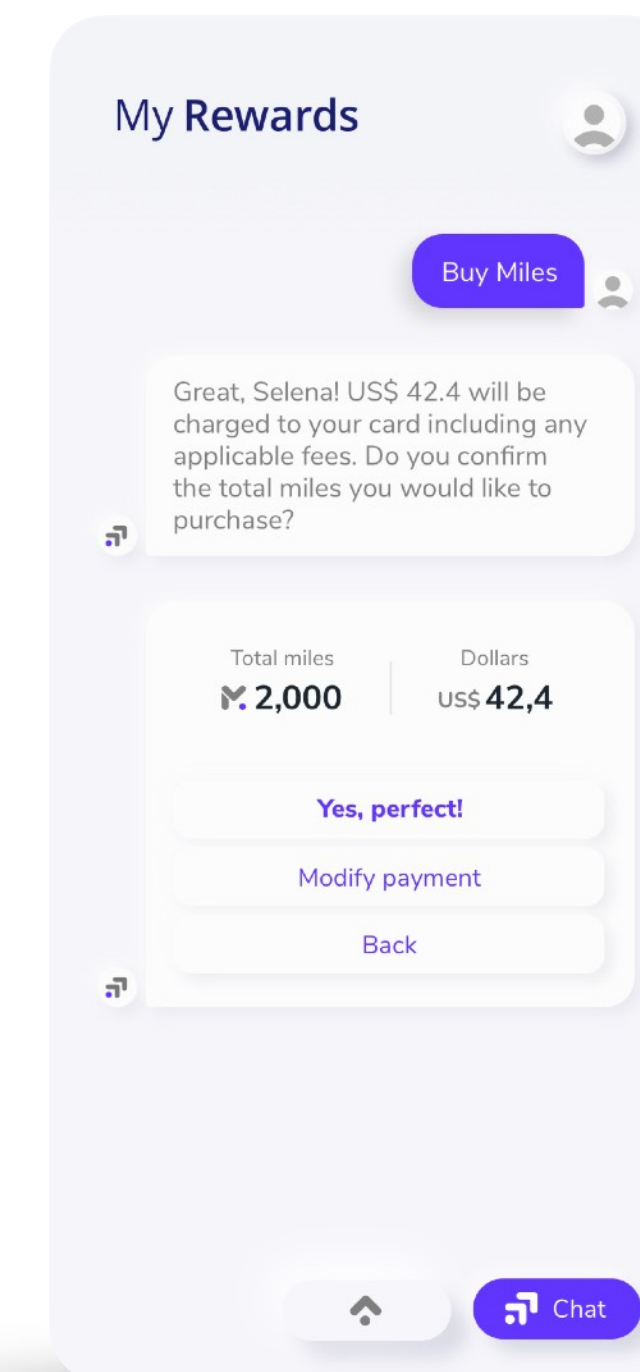 My Rewards
Buy Miles
Great, Selena! US$ 42.4 will be
charged to your card including any
applicable fees. Do you confirm
the total miles you would like to
purchase?
Total miles
2,000
Dollars
US$ 42,4
Yes, perfect!
Modify payment
Back
Chat